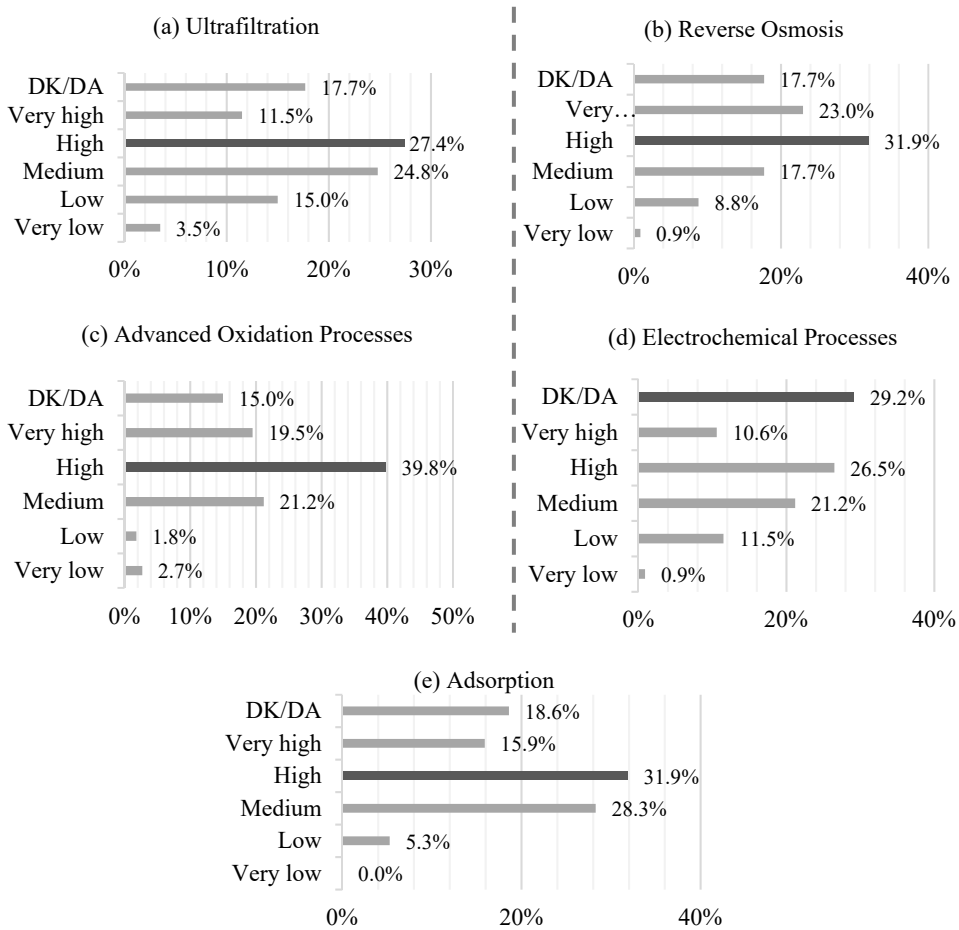 (a) Ultrafiltration
DK/DA 17.7%
Very high 11.5%
High 27.4%
Medium 24.8%
Low 15.0%
Very low 3.5%
0% 10% 20% 30%
(b) Reverse Osmosis
DK/DA 17.7%
Very… 23.0%
High 31.9%
Medium 17.7%
Low 8.8%
Very low 0.9%
0% 20% 40%
(c) Advanced Oxidation Processes
DK/DA 15.0%
Very high 19.5%
High 39.8%
Medium 21.2%
Low 1.8%
Very low 2.7%
0% 10% 20% 30% 40% 50%
(d) Electrochemical Processes
DK/DA 29.2%
Very high 10.6%
High 26.5%
Medium 21.2%
Low 11.5%
Very low 0.9%
0% 20% 40%
(e) Adsorption
DK/DA 18.6%
Very high 15.9%
High 31.9%
Medium 28.3%
Low 5.3%
Very low 0.0%
0% 20% 40%